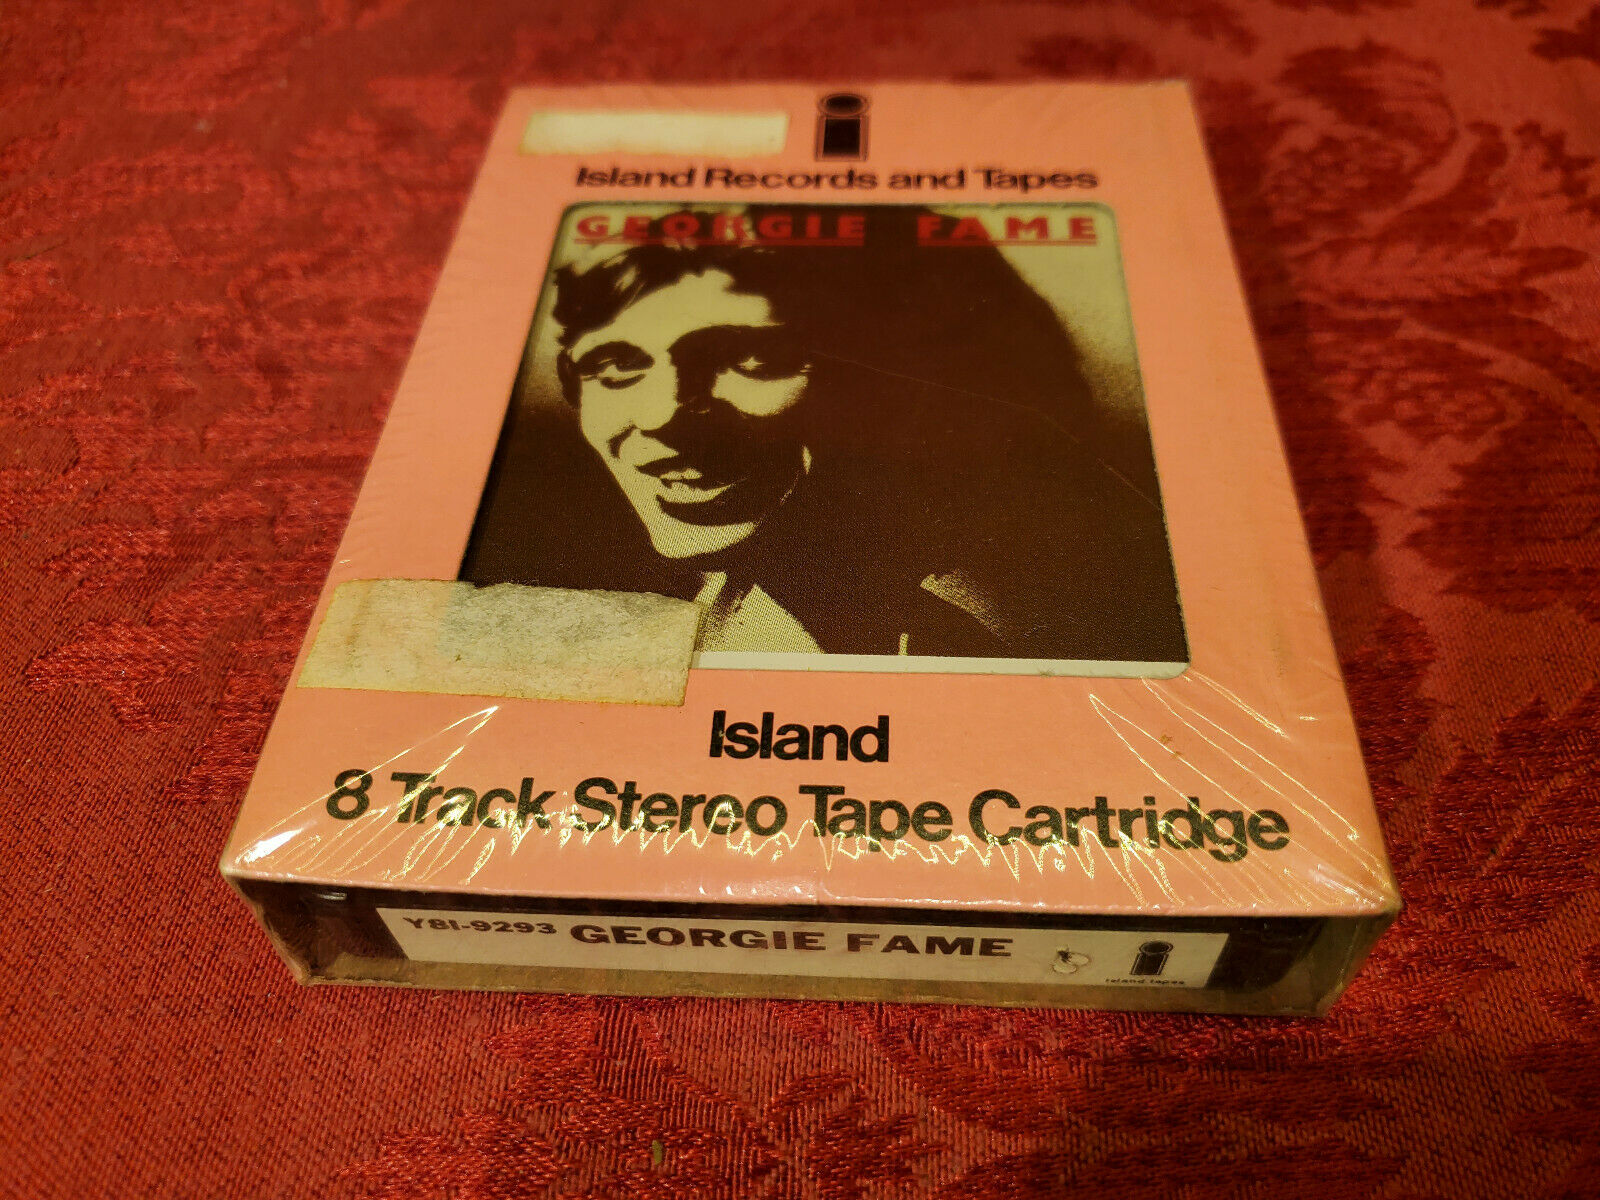 Island Records and Tapes
GEORGIE FAME
Island
8 Track Stereo Tape Cartridge
Y8I-9293 GEORGIE FAME
island tapes